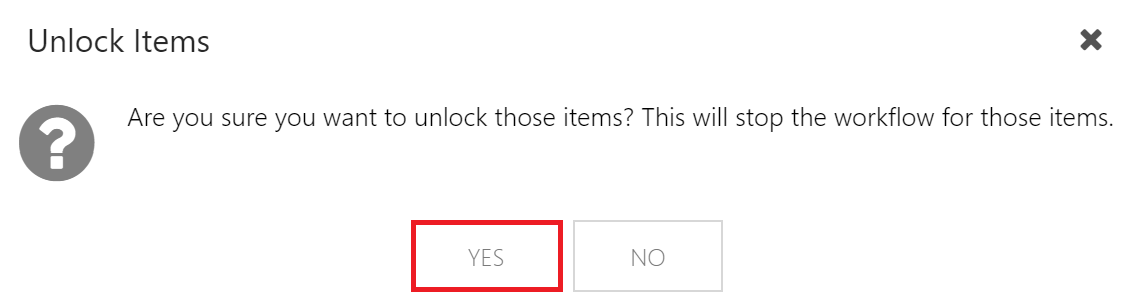 Unlock Items
Are you sure you want to unlock those items? This will stop the workflow for those items.
YES
NO